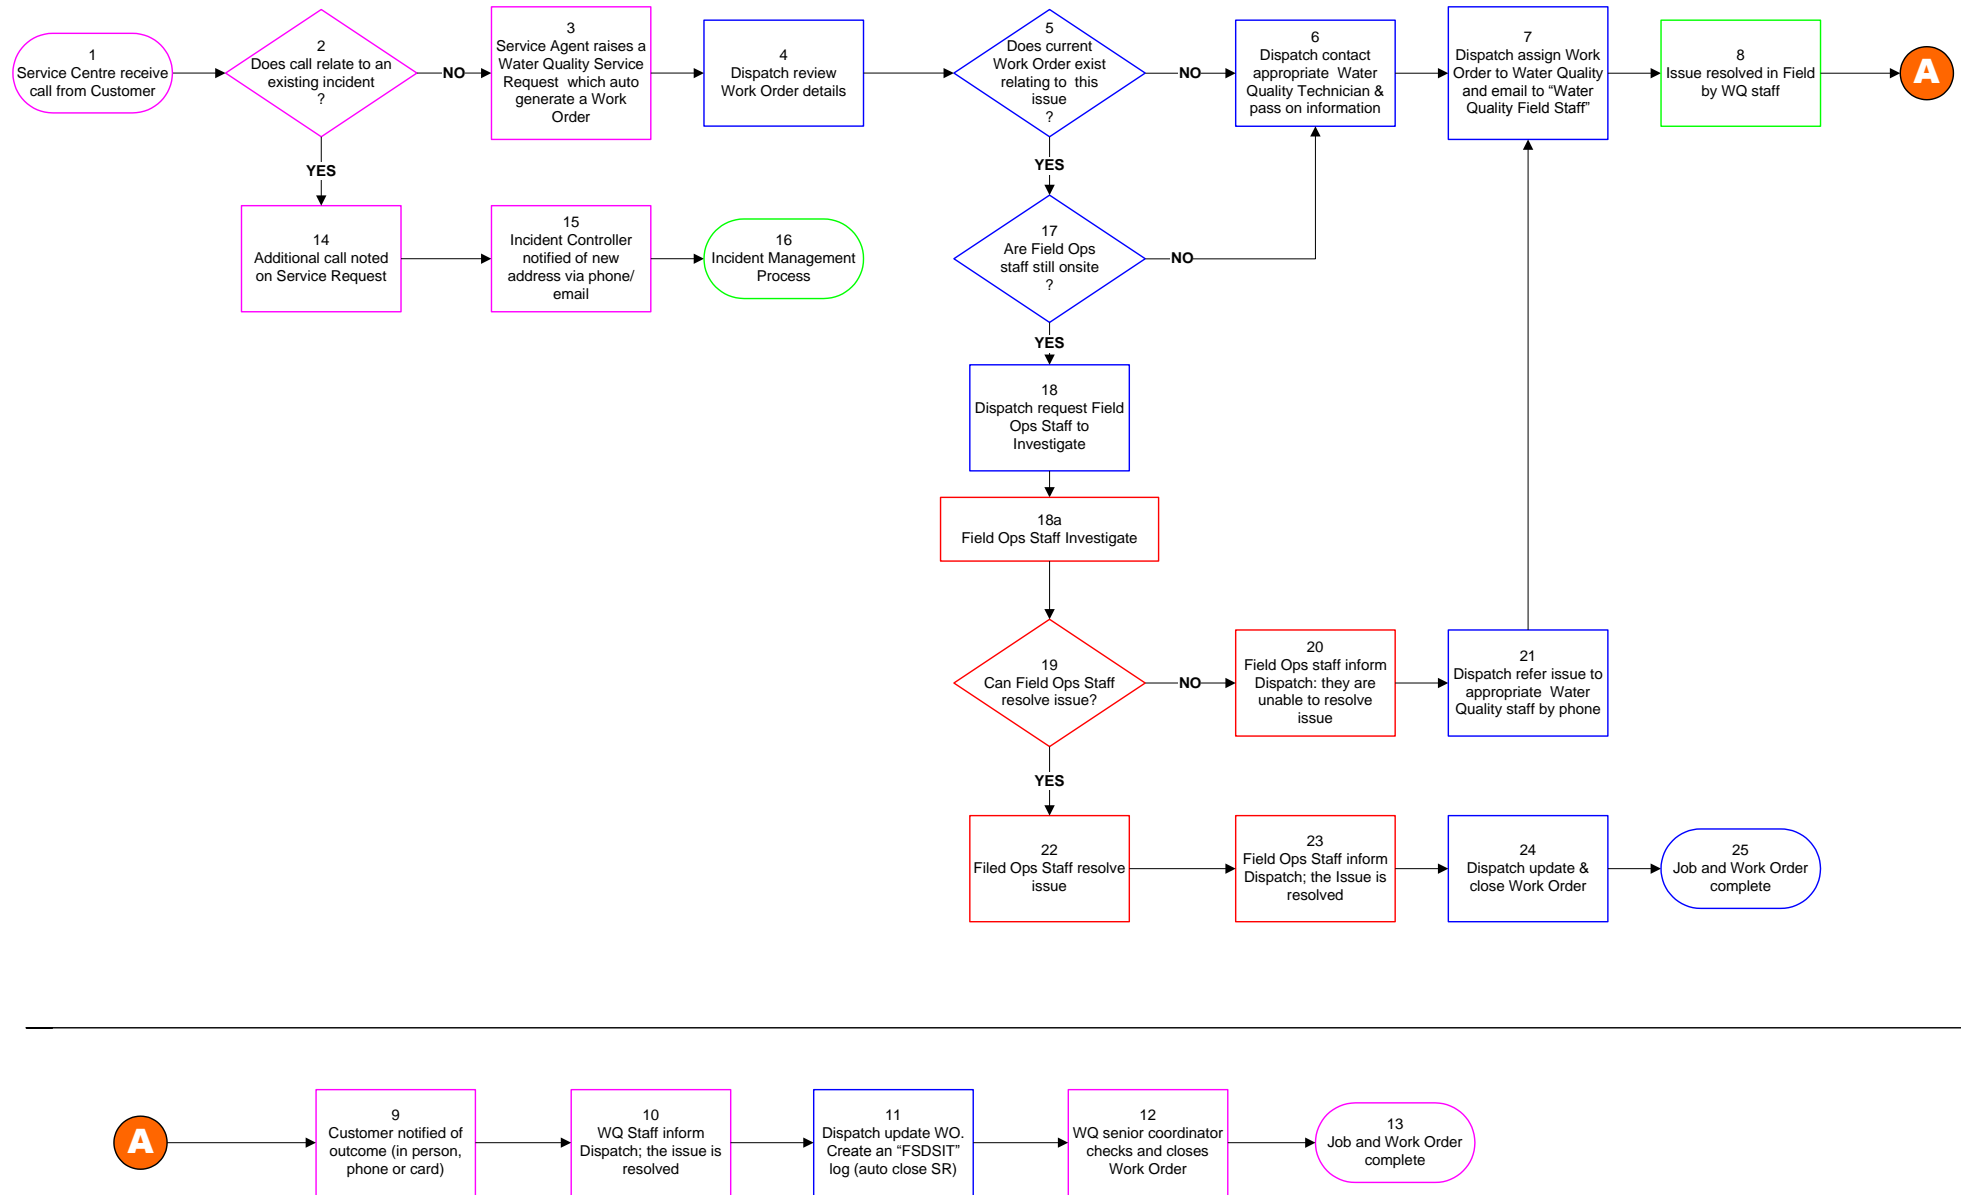 1
Service Centre receive
call from Customer
2
Does call relate to an
existing incident
?
NO
3
Service Agent raises a
Water Quality Service
Request which auto
generate a Work
Order
4
Dispatch review
Work Order details
5
Does current
Work Order exist
relating to this
issue
?
NO
6
Dispatch contact
appropriate Water
Quality Technician &
pass on information
7
Dispatch assign Work
Order to Water Quality
and email to “Water
Quality Field Staff”
8
Issue resolved in Field
by WQ staff
A
YES
YES
14
Additional call noted
on Service Request
15
Incident Controller
notified of new
address via phone/
email
16
Incident Management
Process
17
Are Field Ops
staff still onsite
?
NO
YES
18
Dispatch request Field
Ops Staff to
Investigate
18a
Field Ops Staff Investigate
19
Can Field Ops Staff
resolve issue?
NO
20
Field Ops staff inform
Dispatch: they are
unable to resolve
issue
21
Dispatch refer issue to
appropriate Water
Quality staff by phone
YES
22
Filed Ops Staff resolve
issue
23
Field Ops Staff inform
Dispatch; the Issue is
resolved
24
Dispatch update &
close Work Order
25
Job and Work Order
complete
A
9
Customer notified of
outcome (in person,
phone or card)
10
WQ Staff inform
Dispatch; the issue is
resolved
11
Dispatch update WO.
Create an “FSDSIT”
log (auto close SR)
12
WQ senior coordinator
checks and closes
Work Order
13
Job and Work Order
complete